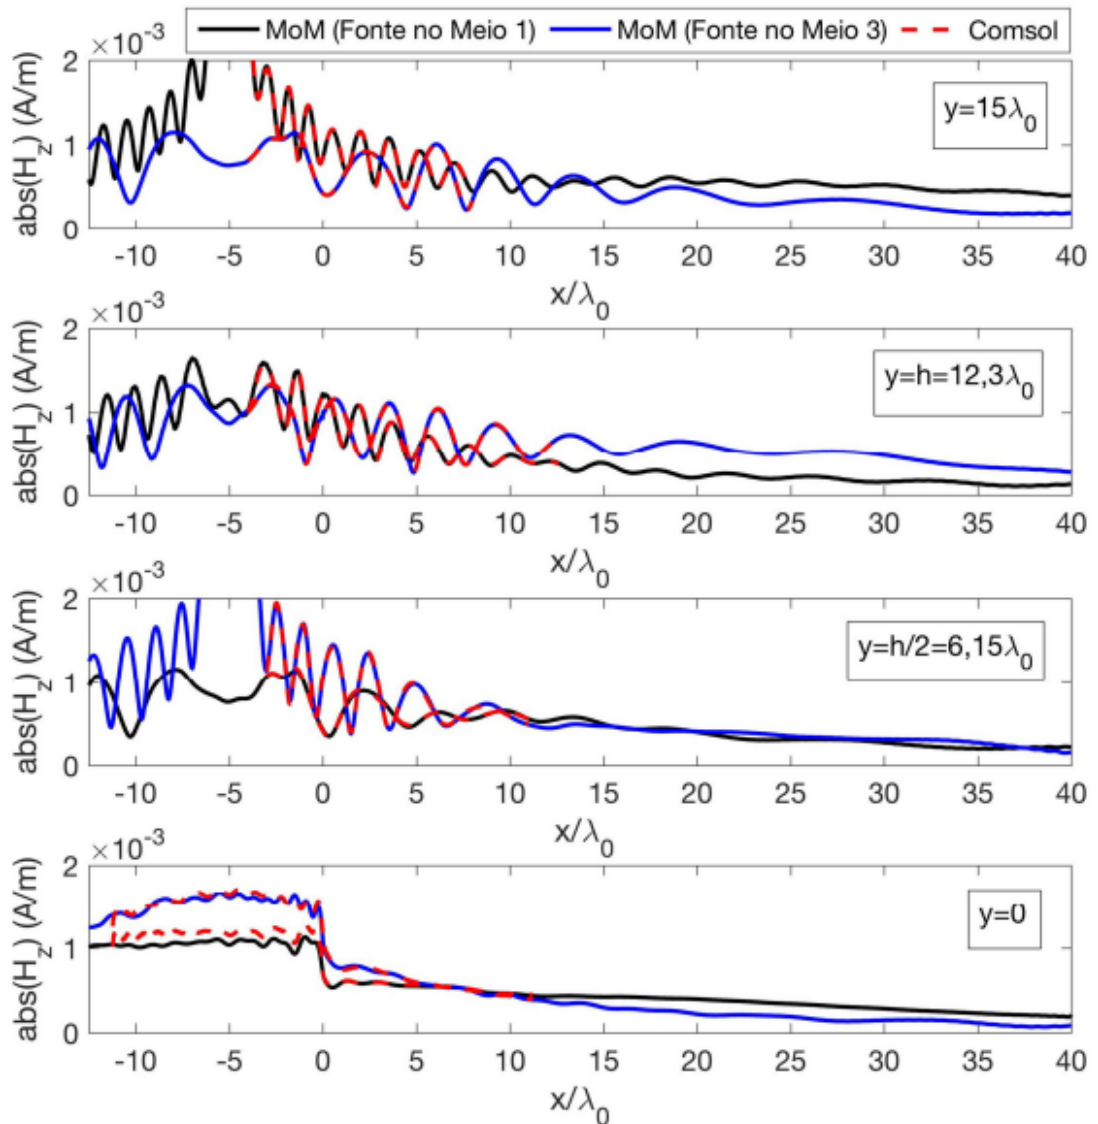 MoM (Fonte no Meio 1) MoM (Fonte no Meio 3) Comsol
×10⁻³
abs(H_z) (A/m)
2
1
0
y=15λ₀
-10 -5 0 5 10 15 20 25 30 35 40
x/λ₀
×10⁻³
abs(H_z) (A/m)
2
1
0
y=h=12,3λ₀
-10 -5 0 5 10 15 20 25 30 35 40
x/λ₀
×10⁻³
abs(H_z) (A/m)
2
1
0
y=h/2=6,15λ₀
-10 -5 0 5 10 15 20 25 30 35 40
x/λ₀
×10⁻³
abs(H_z) (A/m)
2
1
0
y=0
-10 -5 0 5 10 15 20 25 30 35 40
x/λ₀